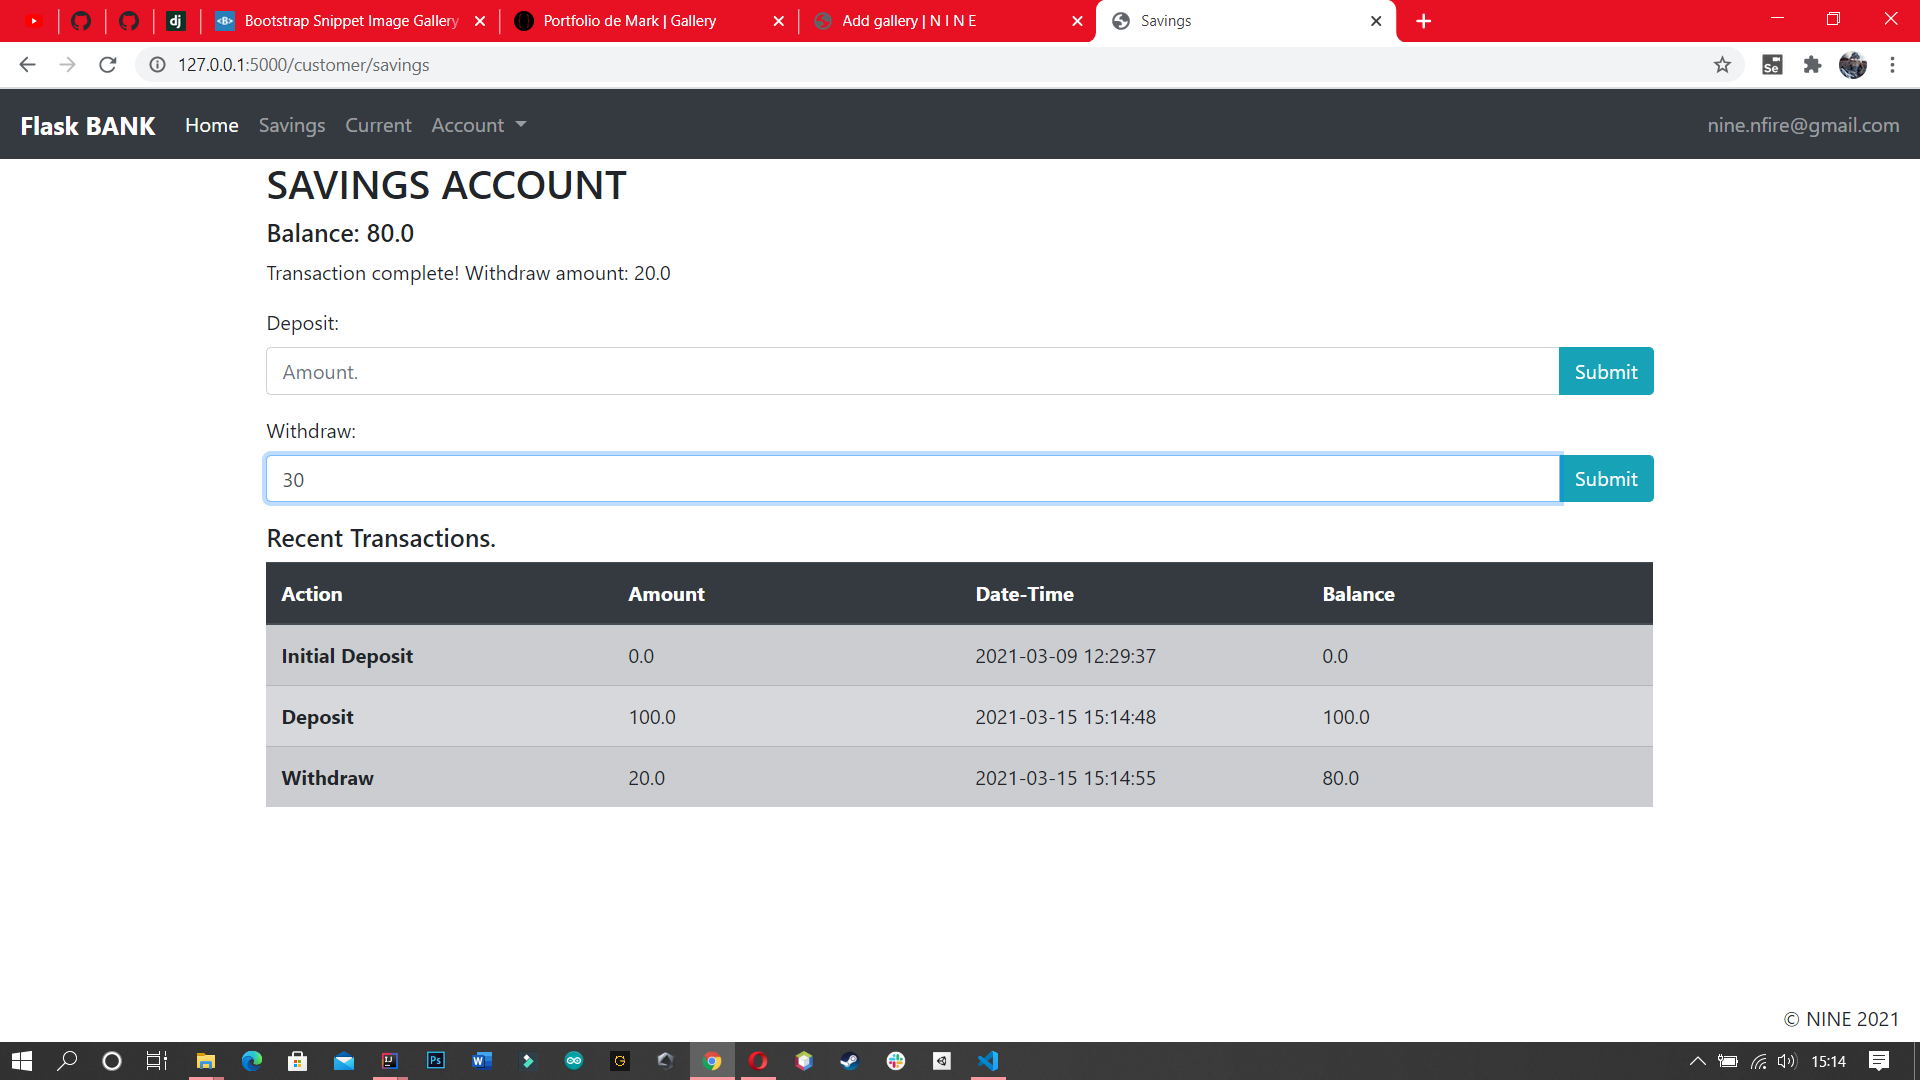 Bootstrap Snippet Image Gallery
Portfolio de Mark | Gallery
Add gallery | N I N E
Savings
127.0.0.1:5000/customer/savings
Flask BANK Home Savings Current Account nine.nfire@gmail.com
SAVINGS ACCOUNT
Balance: 80.0
Transaction complete! Withdraw amount: 20.0
Deposit:
Amount. Submit
Withdraw:
30 Submit
Recent Transactions.
Action Amount Date-Time Balance
Initial Deposit 0.0 2021-03-09 12:29:37 0.0
Deposit 100.0 2021-03-15 15:14:48 100.0
Withdraw 20.0 2021-03-15 15:14:55 80.0
© NINE 2021
15:14